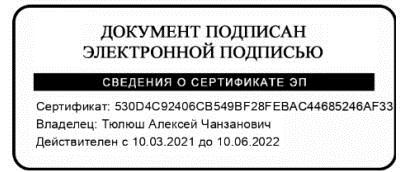 ДОКУМЕНТ ПОДПИСАН
ЭЛЕКТРОННОЙ ПОДПИСЬЮ
СВЕДЕНИЯ О СЕРТИФИКАТЕ ЭП
Сертификат: 530D4C92406CB549BF28FEBAC44685246AF33
Владелец: Тюлюш Алексей Чанзанович
Действителен с 10.03.2021 до 10.06.2022